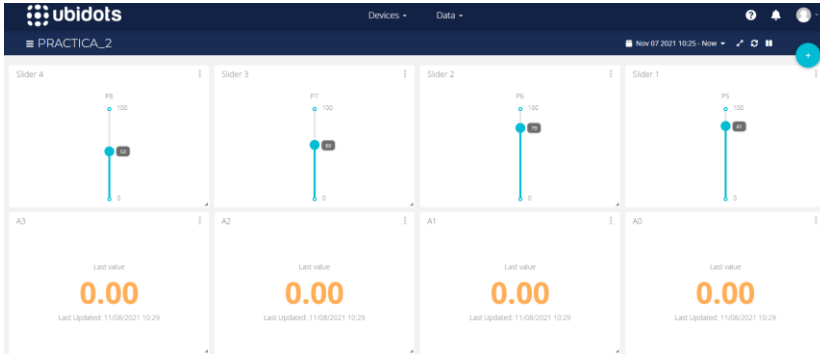 ubidots
Devices
Data
PRACTICA_2
Nov 07 2021 10:25 - Now
Slider 4
Slider 3
Slider 2
Slider 1
P8
P7
P6
P5
100
100
100
100
53
60
79
0
0
0
0
A3
A2
A1
A0
Last value
Last value
Last value
Last value
0.00
0.00
0.00
0.00
Last Updated: 11/08/2021 10:29
Last Updated: 11/08/2021 10:29
Last Updated: 11/08/2021 10:29
Last Updated: 11/08/2021 10:29